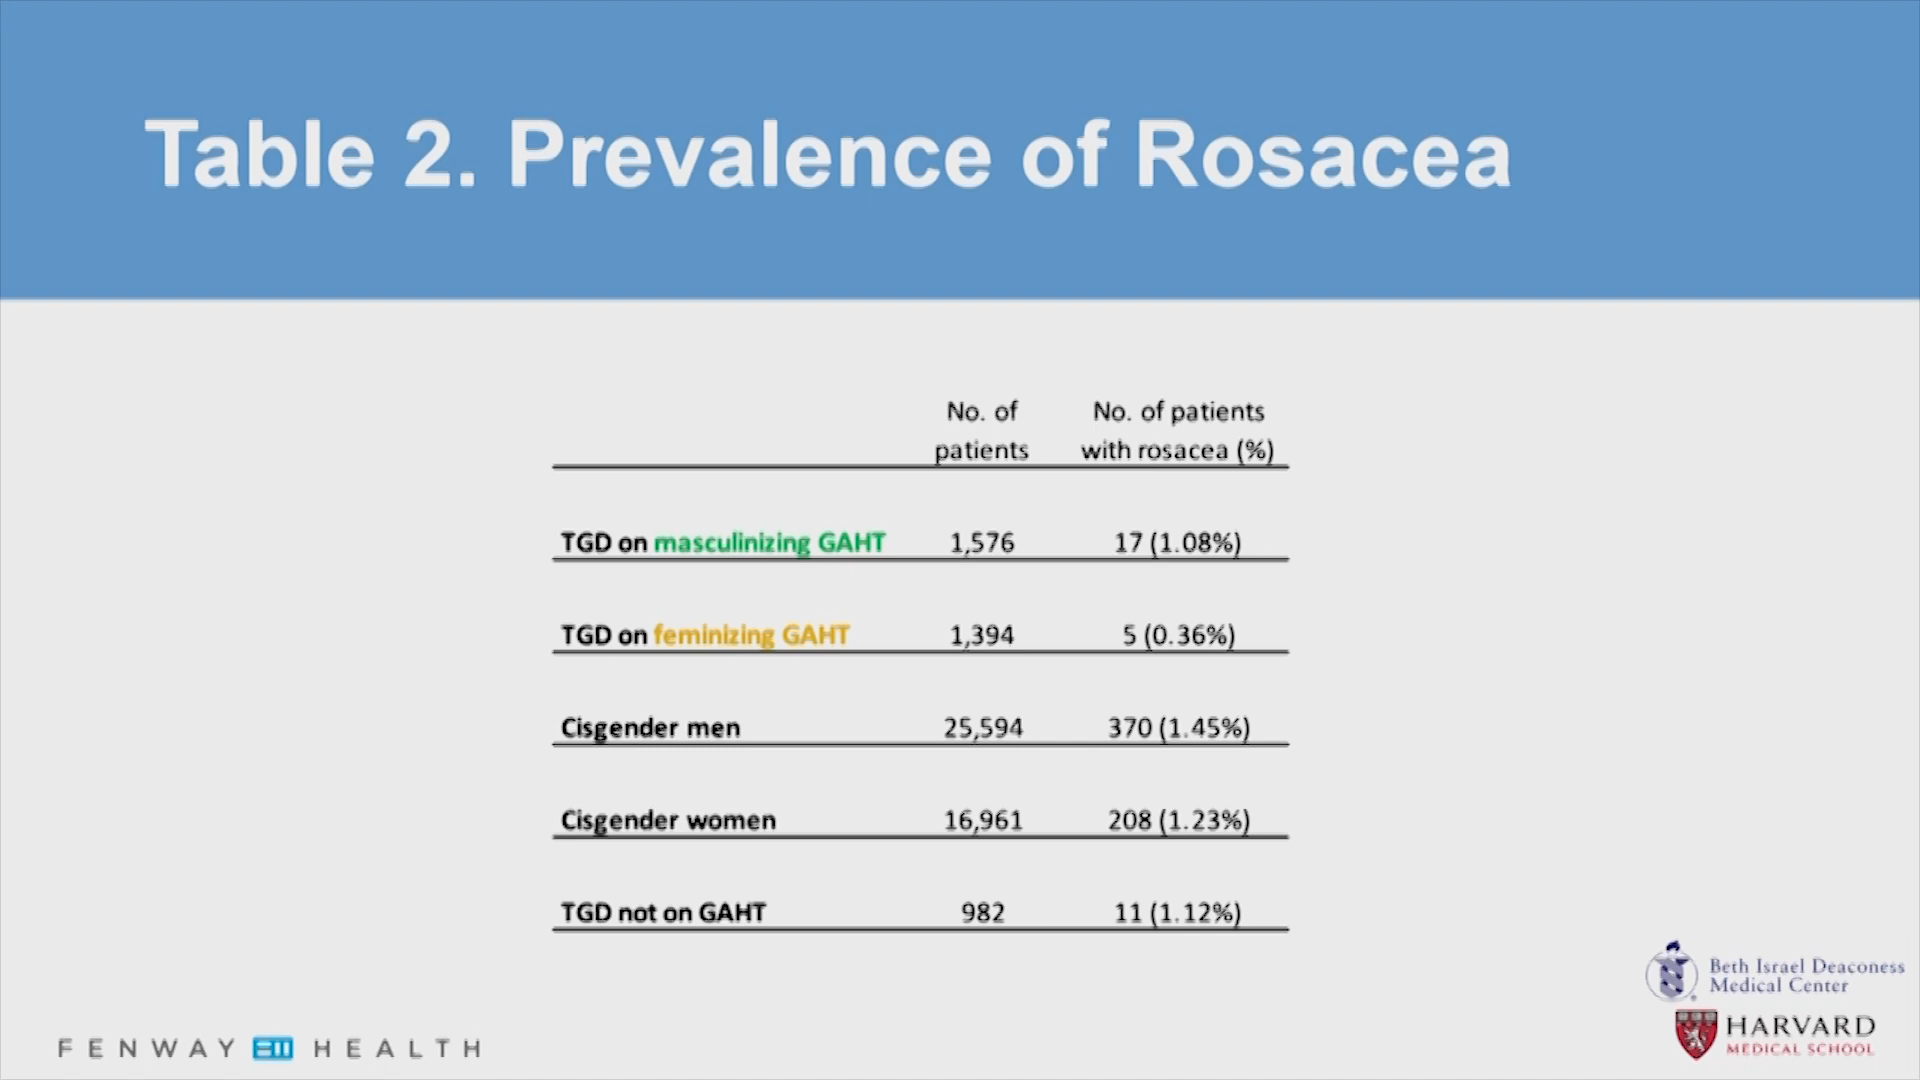 Table 2. Prevalence of Rosacea
No. of patients No. of patients with rosacea (%)
TGD on masculinizing GAHT 1,576 17 (1.08%)
TGD on feminizing GAHT 1,394 5 (0.36%)
Cisgender men 25,594 370 (1.45%)
Cisgender women 16,961 208 (1.23%)
TGD not on GAHT 982 11 (1.12%)
Beth Israel Deaconess
Medical Center
HARVARD
MEDICAL SCHOOL
FENWAY HEALTH